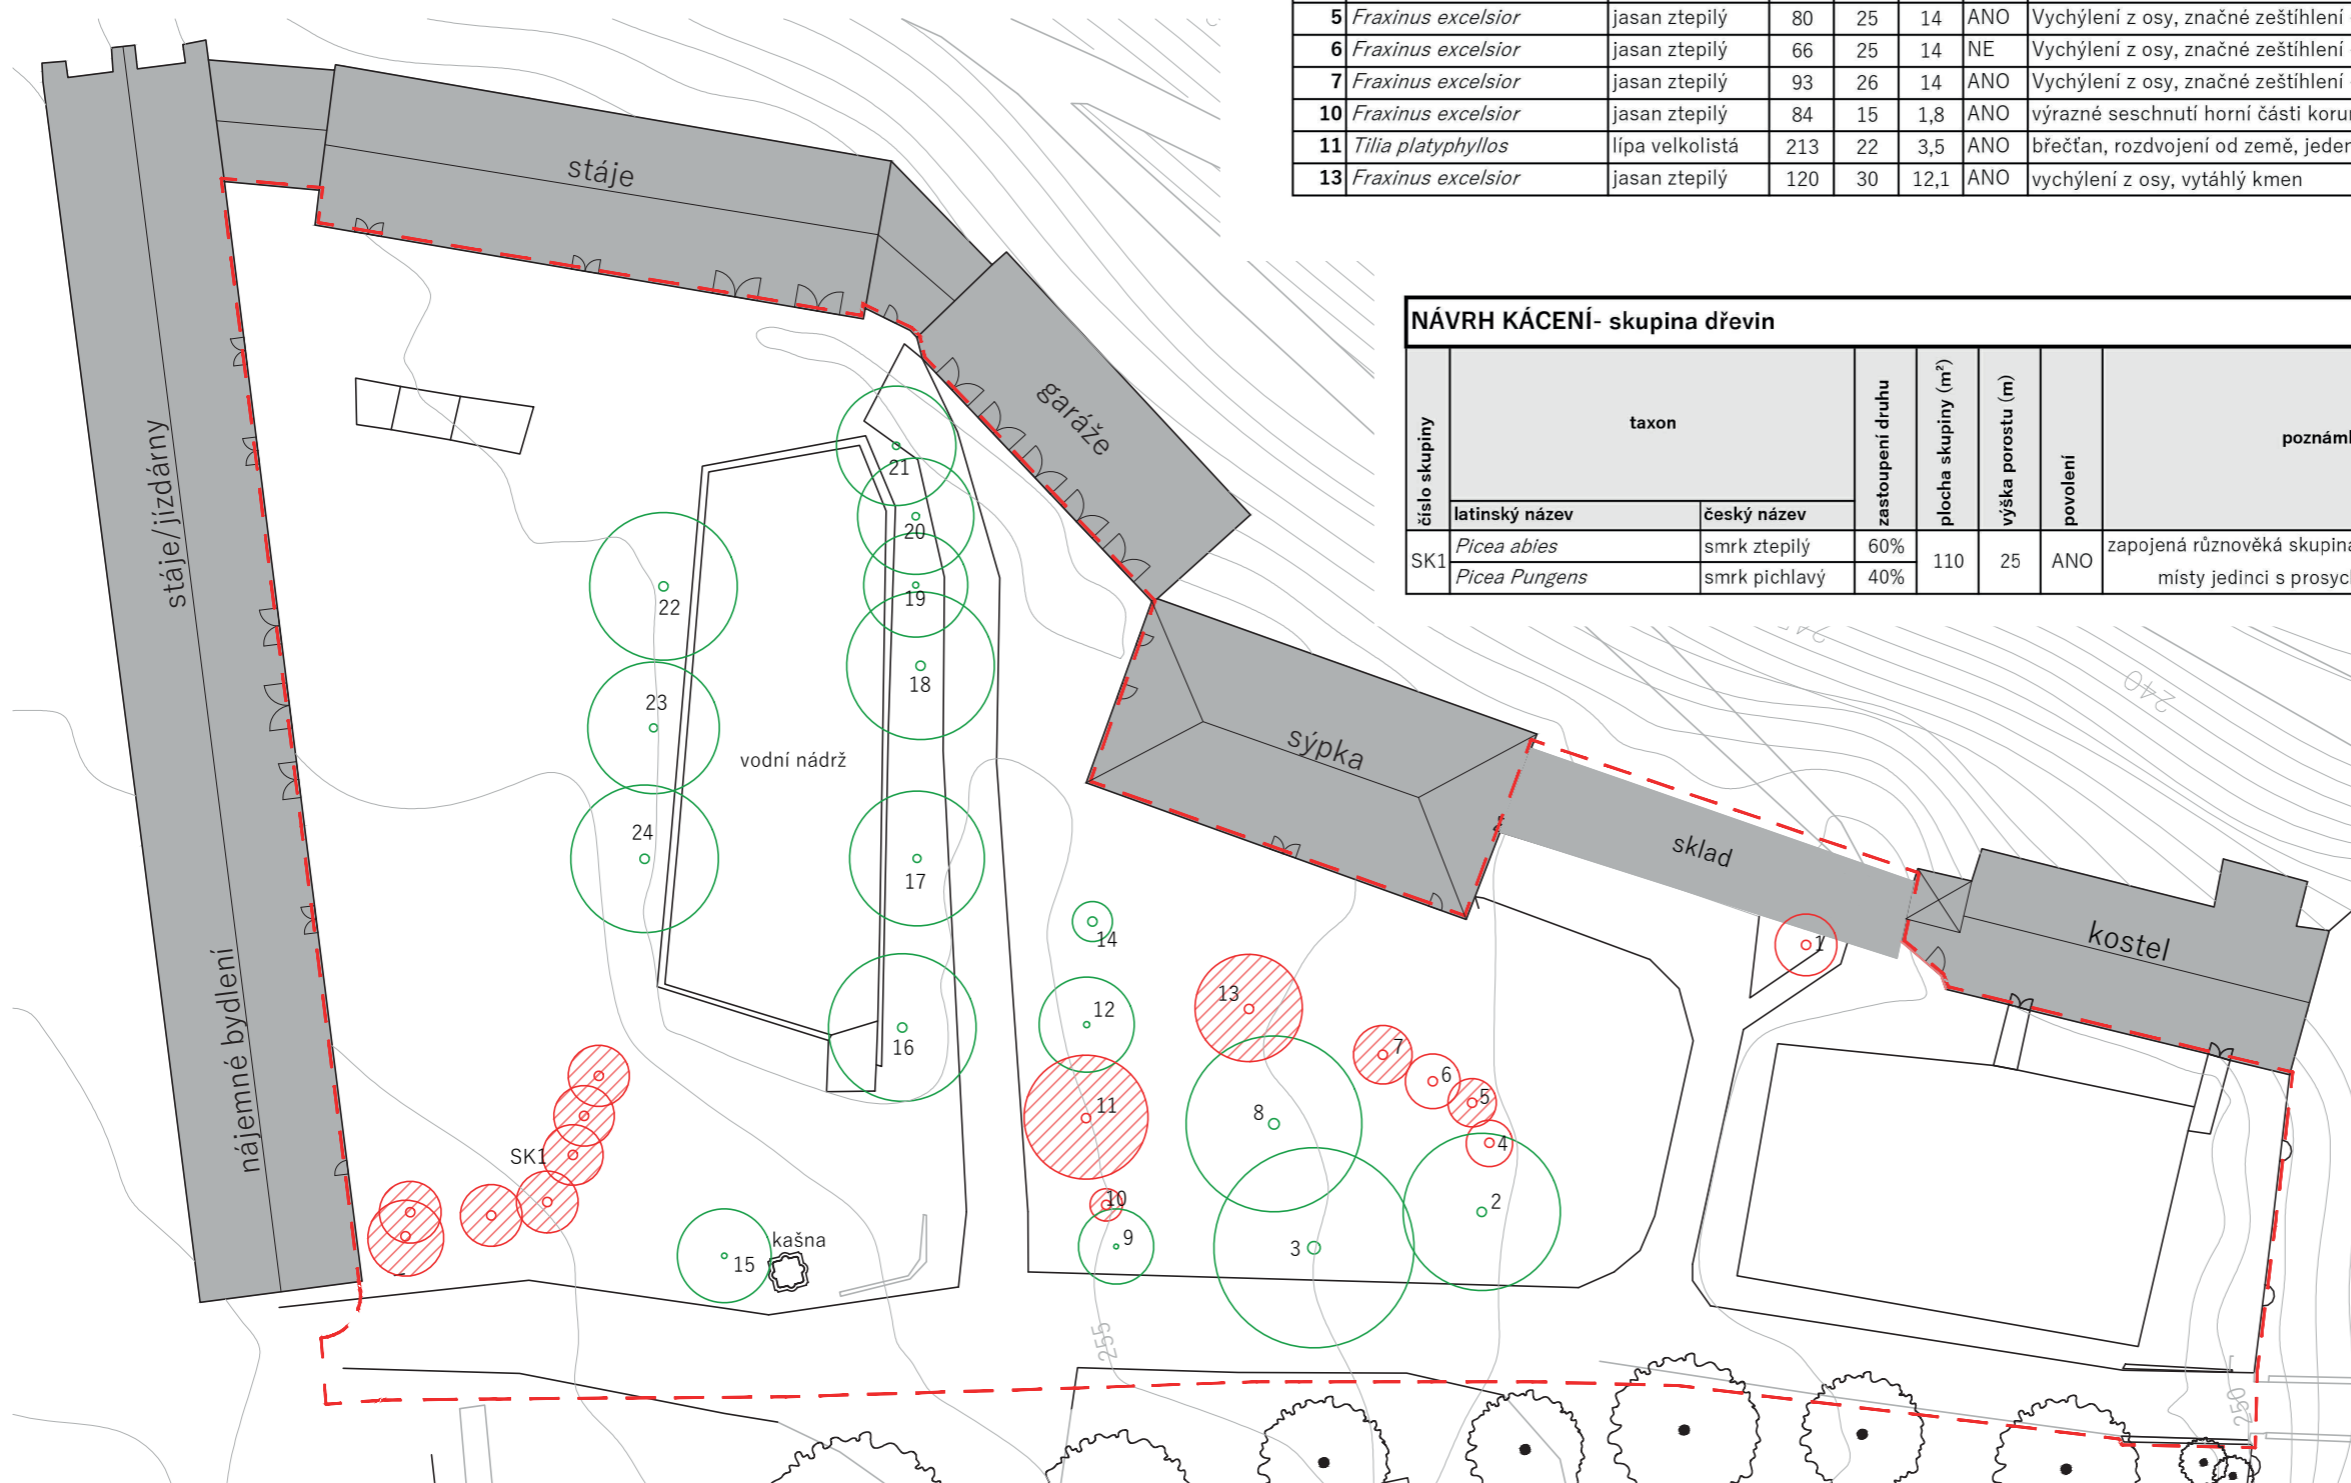 5 Fraxinus excelsior jasan ztepilý 80 25 14 ANO Vychýlení z osy, značné zeštíhlení
6 Fraxinus excelsior jasan ztepilý 66 25 14 NE Vychýlení z osy, značné zeštíhlení
7 Fraxinus excelsior jasan ztepilý 93 26 14 ANO Vychýlení z osy, značné zeštíhlení
10 Fraxinus excelsior jasan ztepilý 84 15 1,8 ANO výrazné seschnutí horní části
11 Tilia platyphyllos lípa velkolistá 213 22 3,5 ANO břečťan, rozdvojení od země,
13 Fraxinus excelsior jasan ztepilý 120 30 12,1 ANO vychýlení z osy, vytáhlý kmen
NÁVRH KÁCENÍ- skupina dřevin
číslo skupiny
taxon
zastoupení druhu
plocha skupiny (m²)
výška porostu (m)
povolení
latinský název český název
SK1
Picea abies smrk ztepilý 60%
Picea Pungens smrk pichlavý 40%
110 25 ANO
zapojená různověká
místy jedinci s
stáje
garáže
stáje/jízdárny
21
20
19
22
18
23
vodní nádrž
24
17
16
sýpka
sklad
kostel
240
14
12
13
1
7
6
5
4
8
11
10
9
2
3
nájemné bydlení
SK1
15
kašna
255
250